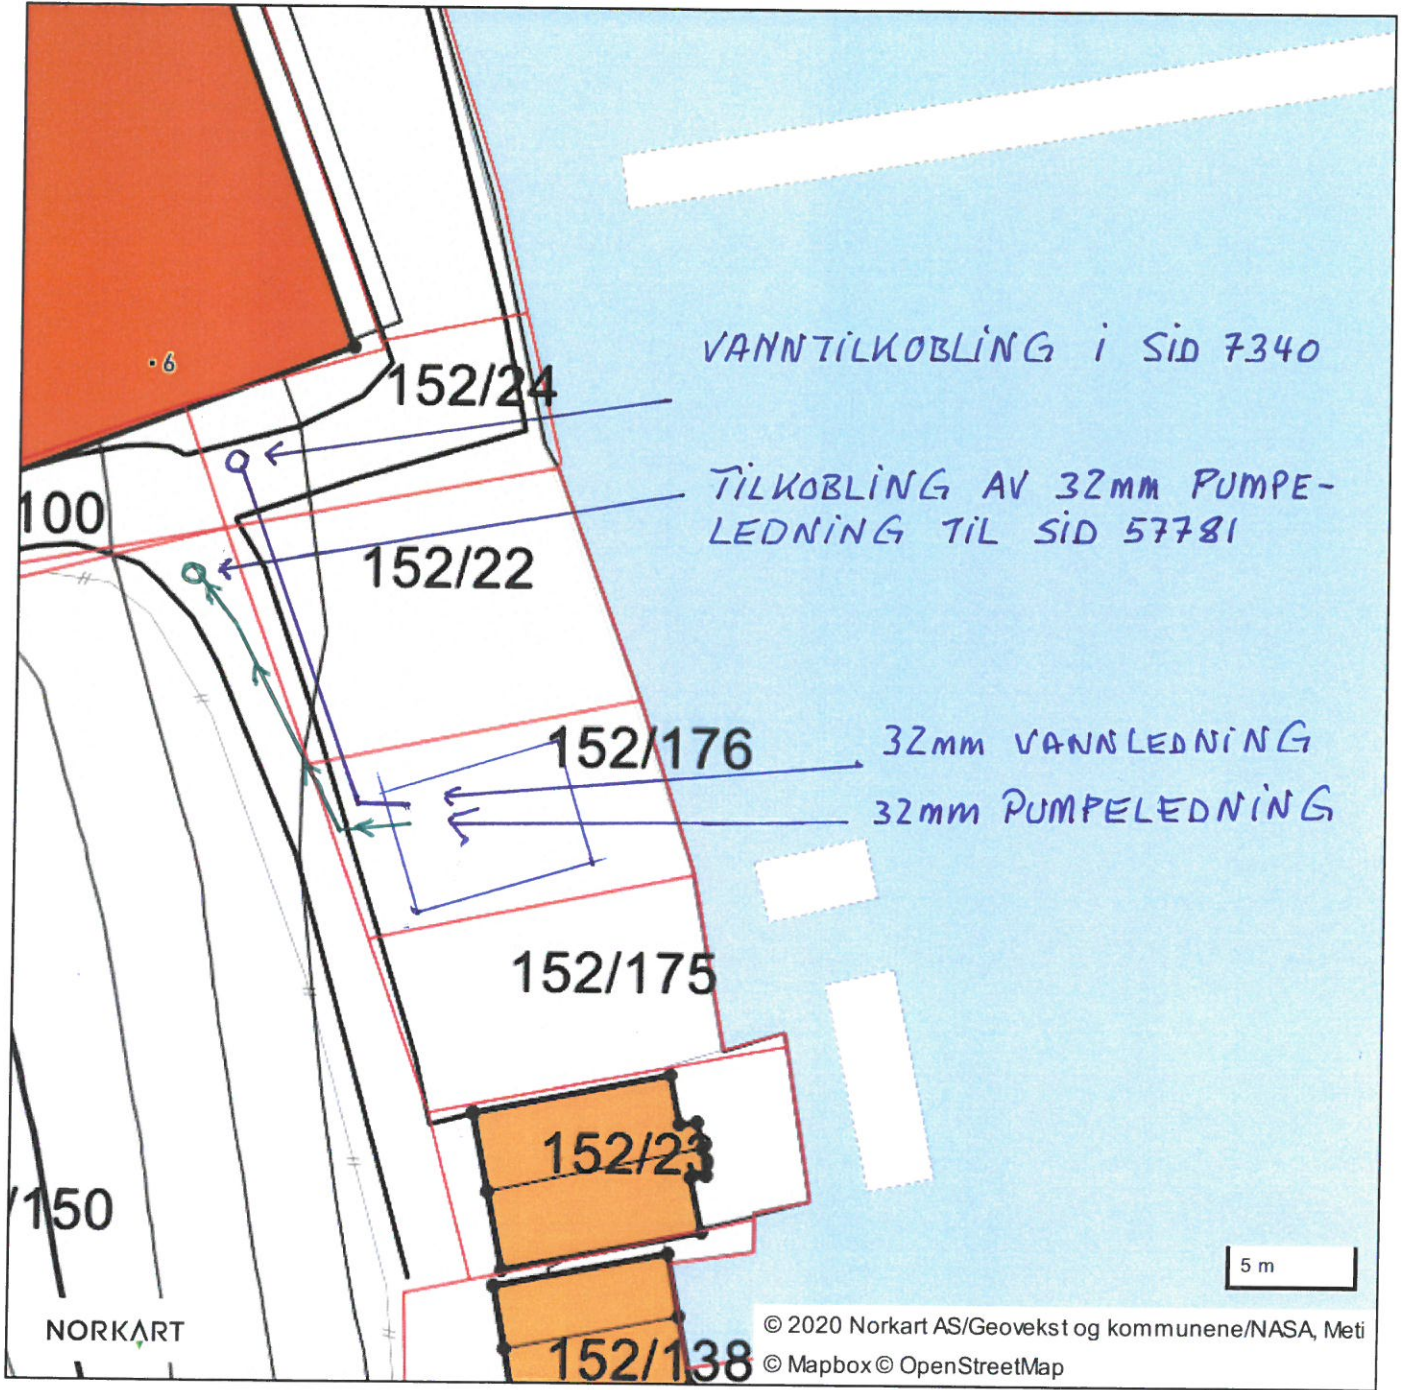 VANNTILKOBLING i SiD 7340
·6
152/24
TILKOBLING AV 32mm PUMPE-
LEDNING TIL SiD 57781
100
152/22
152/176
32mm VANNLEDNING
32mm PUMPELEDNING
152/175
152/23
/150
5 m
NORKART
© 2020 Norkart AS/Geovekst og kommunene/NASA, Meti
152/138
© Mapbox © OpenStreetMap